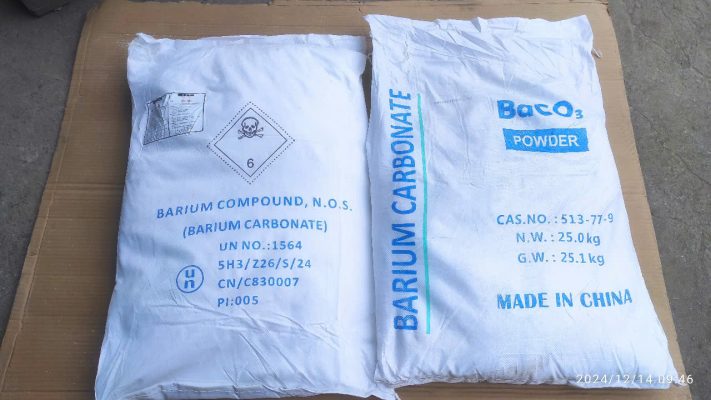 6
BARIUM COMPOUND, N.O.S.
(BARIUM CARBONATE)
UN NO.:1564
un
5H3/Z26/S/24
CN/C830007
PI:005
BARIUM CARBONATE
BaCO₃
POWDER
CAS.NO. : 513-77-9
N.W. : 25.0kg
G.W. : 25.1kg
MADE IN CHINA
2024/12/14 09:46